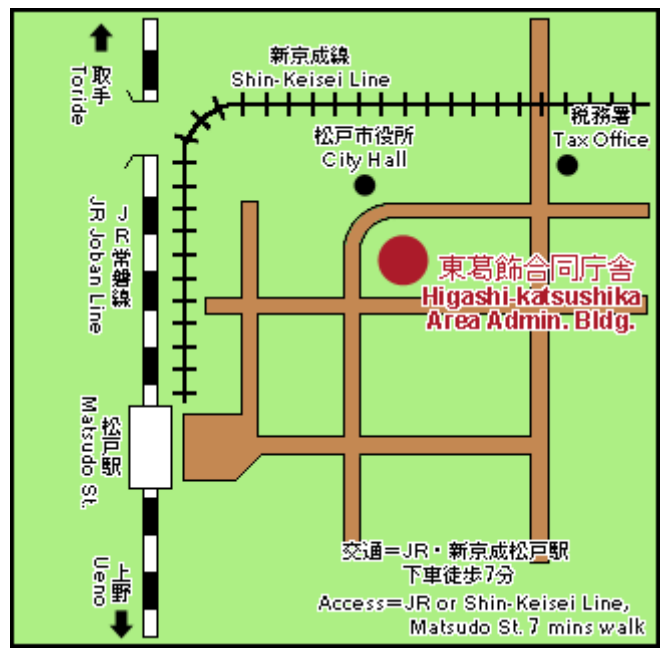 取手
Toride
新京成線
Shin-Keisei Line
松戸市役所
City Hall
税務署
Tax Office
JR常磐線
JR Joban Line
東葛飾合同庁舎
Higashi-katsushika
Area Admin. Bldg.
松戸駅
Matsudo St.
上野
Ueno
交通=JR・新京成松戸駅
下車徒歩7分
Access=JR or Shin-Keisei Line,
Matsudo St. 7 mins walk